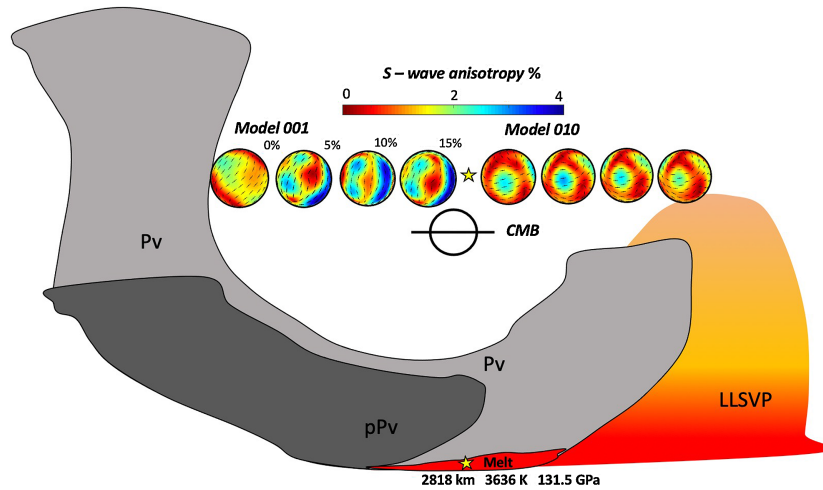 S – wave anisotropy %
0 2 4
Model 001 Model 010
0% 5% 10% 15%
CMB
Pv
Pv
LLSVP
pPv
Melt
2818 km 3636 K 131.5 GPa